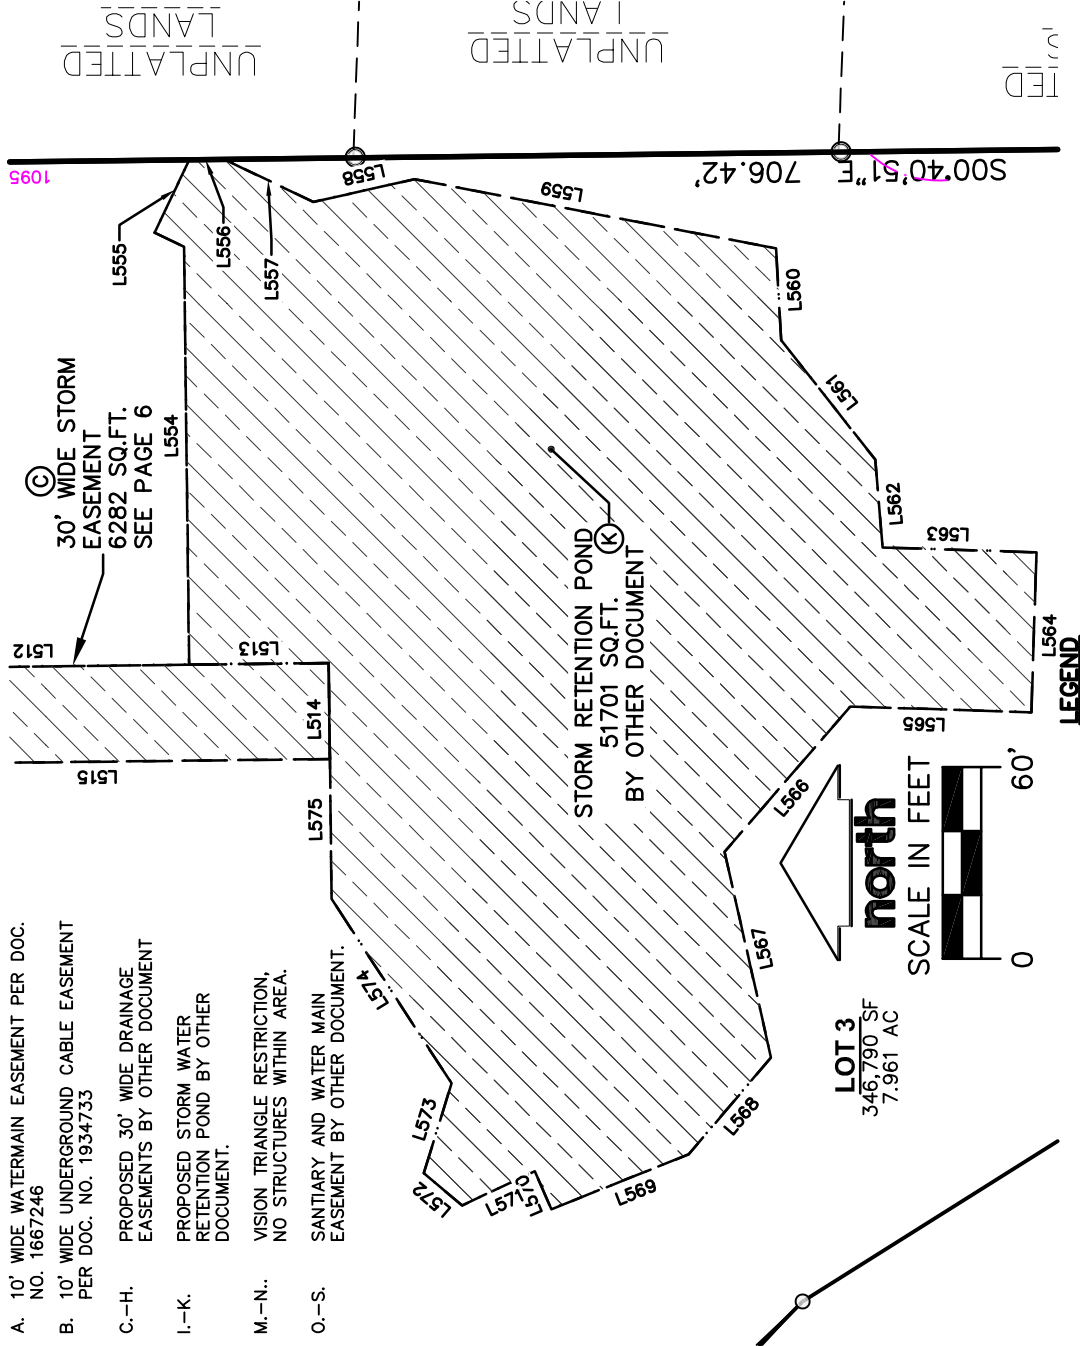 UNPLATTED
LANDS
UNPLATTED
LANDS
TED
1095
S00°40'51"E 706.42'
L555
L556
L557
L558
L559
L560
L561
L562
L563
L564
L565
L566
L567
L568
L569
L570
L571
L572
L573
L574
L575
L554
L512
L513
L514
L515
C
30' WIDE STORM
EASEMENT
6282 SQ.FT.
SEE PAGE 6
STORM RETENTION POND
51701 SQ.FT.
K
BY OTHER DOCUMENT
LEGEND
north
SCALE IN FEET
0 60'
LOT 3
346,790 SF
7.961 AC
A. 10' WIDE WATERMAIN EASEMENT PER DOC.
NO. 1667246
B. 10' WIDE UNDERGROUND CABLE EASEMENT
PER DOC. NO. 1934733
C.-H. PROPOSED 30' WIDE DRAINAGE
EASEMENTS BY OTHER DOCUMENT
I.-K. PROPOSED STORM WATER
RETENTION POND BY OTHER
DOCUMENT.
M.-N.. VISION TRIANGLE RESTRICTION,
NO STRUCTURES WITHIN AREA.
O.-S. SANTIARY AND WATER MAIN
EASEMENT BY OTHER DOCUMENT.